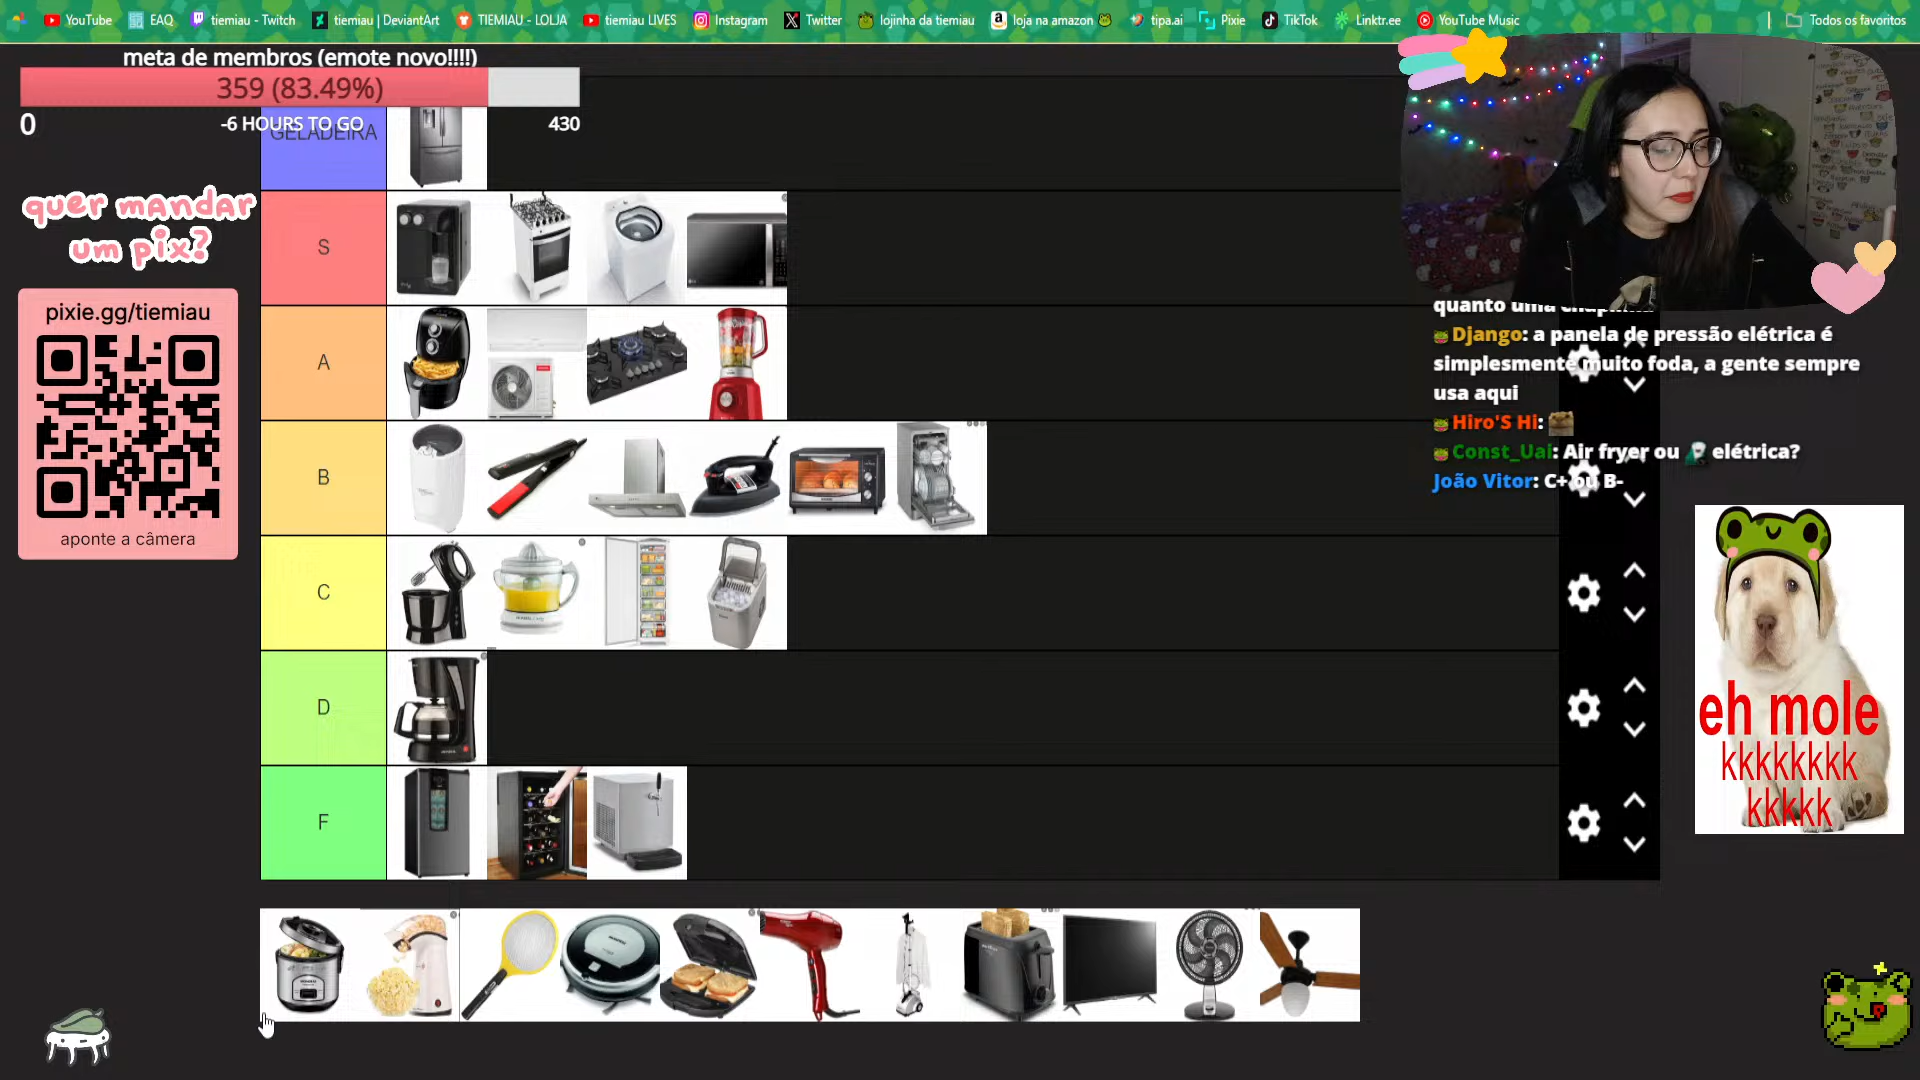 YouTube EAQ tiemiau - Twitch tiemiau | DeviantArt TIEMIAU - LOLJA tiemiau LIVES Instagram Twitter lojinha da tiemiau loja na amazon tipa.ai Pixie TikTok Linktr.ee YouTube Music Todos os favoritos
meta de membros (emote novo!!!!)
359 (83.49%)
0 -6 HOURS TO GO 430
GELADEIRA
quer mandar
um pix?
pixie.gg/tiemiau
aponte a câmera
S
A
B
C
D
F
quanto uma
Django: a panela de pressão elétrica é
simplesmente muito foda, a gente sempre
usa aqui
Hiro'S Hi:
Const_Ual: Air fryer ou elétrica?
João Vitor: C+ ou B-
eh mole
kkkkkkkk
kkkkk